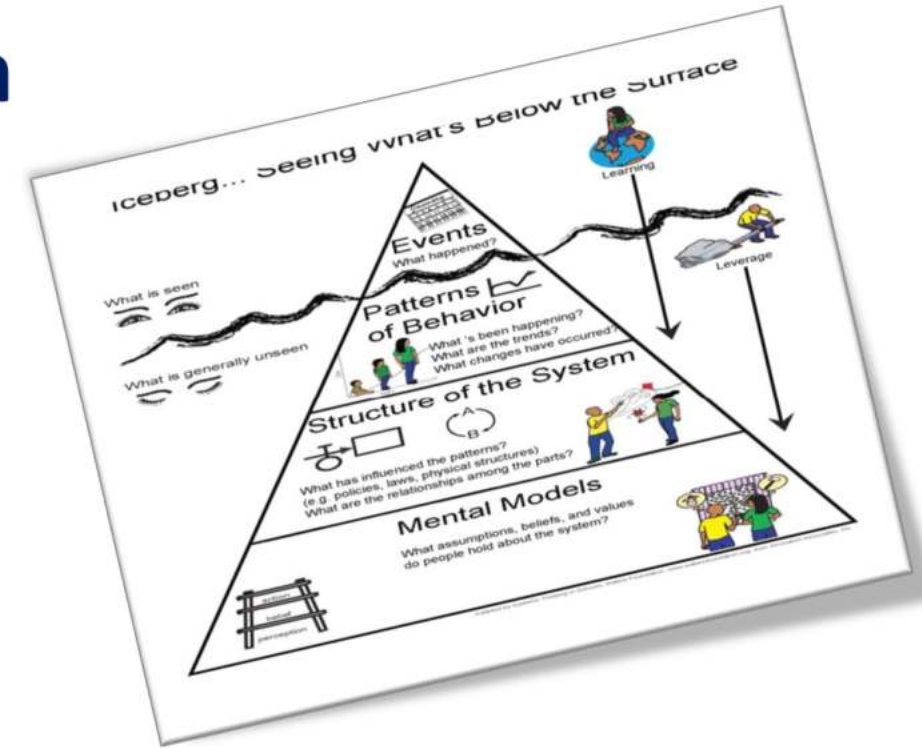 n
Iceberg... Seeing What's Below the Surface
Learning
Events
What happened?
Leverage
What is seen
Patterns
of Behavior
What 's been happening?
What are the trends?
What changes have occurred?
What is generally unseen
Structure of the System
A
B
What has influenced the patterns?
(e.g. policies, laws, physical structures)
What are the relationships among the parts?
Mental Models
What assumptions, beliefs, and values
do people hold about the system?
action
belief
perception